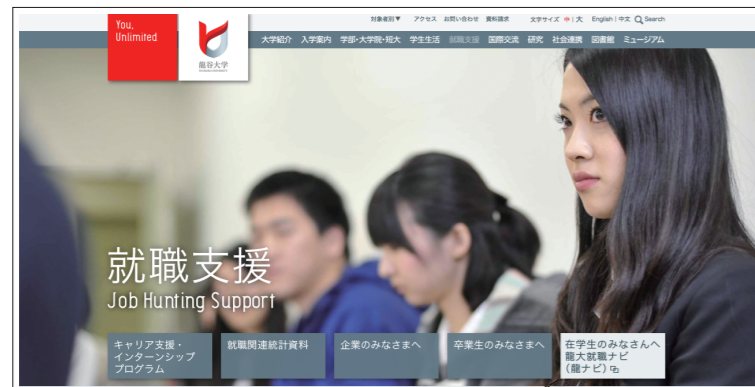 You,
Unlimited
龍谷大学
RYUKOKU UNIVERSITY
対象者別▼ アクセス お問い合わせ 資料請求 文字サイズ 中 | 大 English | 中文 Search
大学紹介 入学案内 学部・大学院・短大 学生生活 就職支援 国際交流 研究 社会連携 図書館 ミュージアム
就職支援
Job Hunting Support
キャリア支援・
インターンシップ
プログラム
就職関連統計資料
企業のみなさまへ
卒業生のみなさまへ
在学生のみなさんへ
龍大就職ナビ
（龍ナビ）